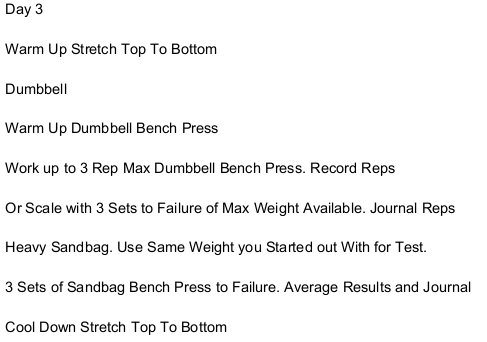 Day 3
Warm Up Stretch Top To Bottom
Dumbbell
Warm Up Dumbbell Bench Press
Work up to 3 Rep Max Dumbbell Bench Press. Record Reps
Or Scale with 3 Sets to Failure of Max Weight Available. Journal Reps
Heavy Sandbag. Use Same Weight you Started out With for Test.
3 Sets of Sandbag Bench Press to Failure. Average Results and Journal
Cool Down Stretch Top To Bottom